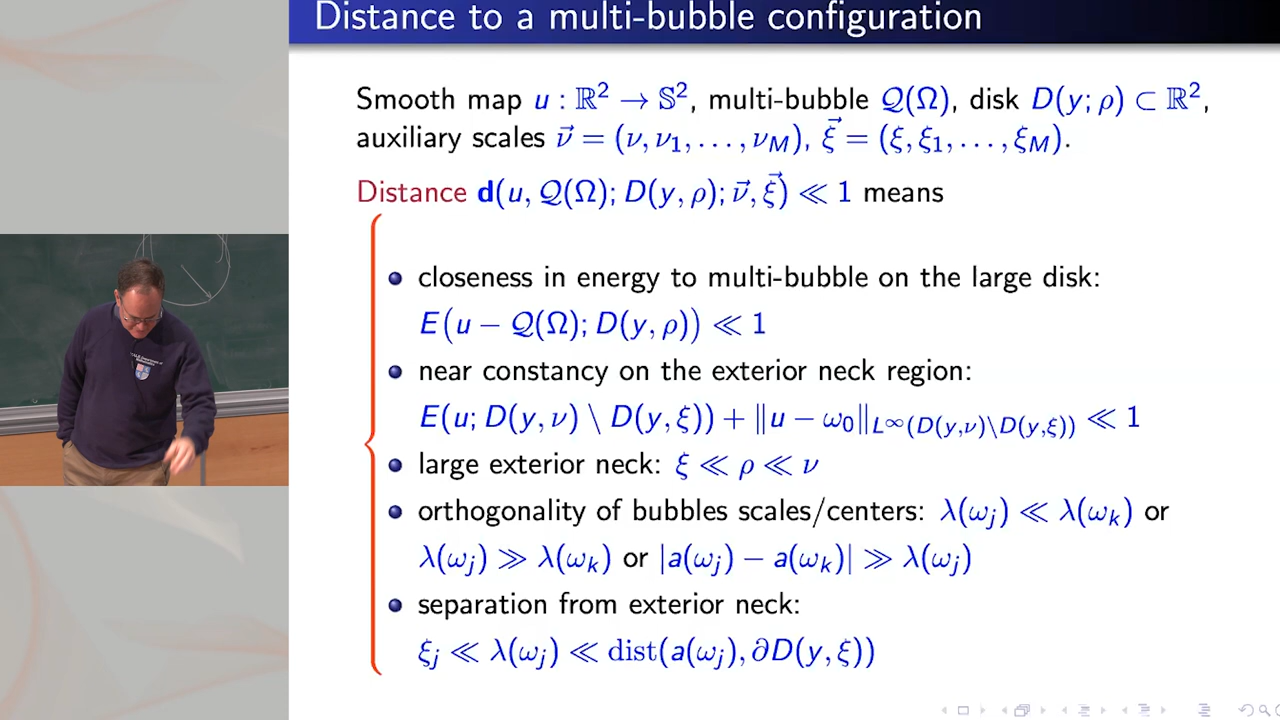 Distance to a multi-bubble configuration
Smooth map u : ℝ² → 𝕊², multi-bubble 𝒬(Ω), disk D(y; ρ) ⊂ ℝ²,
auxiliary scales ν⃗ = (ν, ν₁, . . . , ν_M), ξ⃗ = (ξ, ξ₁, . . . , ξ_M).
Distance d(u, 𝒬(Ω); D(y, ρ); ν⃗, ξ⃗) ≪ 1 means
• closeness in energy to multi-bubble on the large disk:
E(u − 𝒬(Ω); D(y, ρ)) ≪ 1
• near constancy on the exterior neck region:
E(u; D(y, ν) \ D(y, ξ)) + ‖u − ω₀‖_{L^∞(D(y,ν)\D(y,ξ))} ≪ 1
• large exterior neck: ξ ≪ ρ ≪ ν
• orthogonality of bubbles scales/centers: λ(ω_j) ≪ λ(ω_k) or
λ(ω_j) ≫ λ(ω_k) or |a(ω_j) − a(ω_k)| ≫ λ(ω_j)
• separation from exterior neck:
ξ_j ≪ λ(ω_j) ≪ dist(a(ω_j), ∂D(y, ξ))